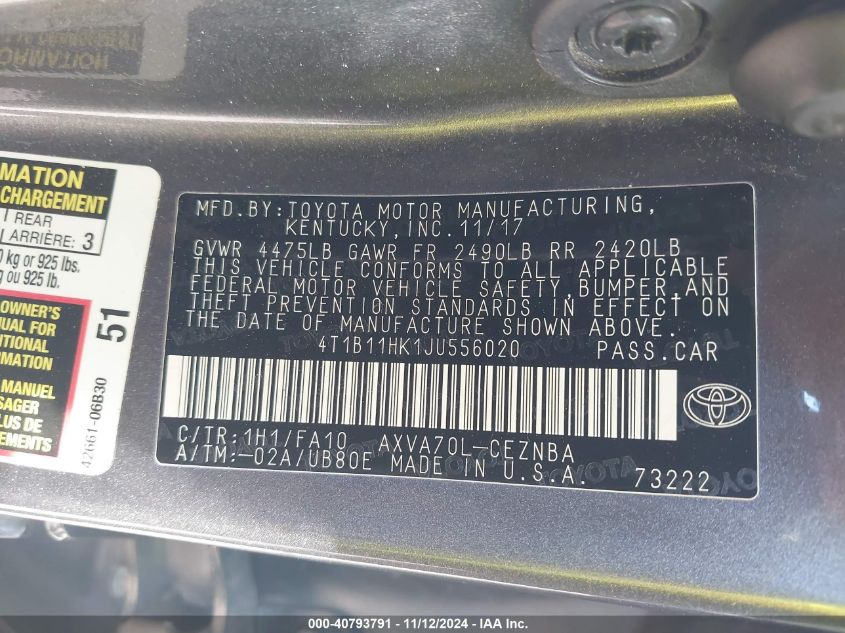 MATION
CHARGEMENT
REAR
ARRIÈRE: 3
kg or 925 lbs.
ou 925 lb.
OWNER'S
UAL FOR
MANUEL
SAGER
PLUS DE
51
42661-06B30
MFD.BY:TOYOTA MOTOR MANUFACTURING,
KENTUCKY,INC.11/17
GVWR 4475LB GAWR FR 2490LB RR 2420LB
THIS VEHICLE CONFORMS TO ALL APPLICABLE
FEDERAL MOTOR VEHICLE SAFETY,BUMPER,AND
THEFT PREVENTION STANDARDS IN EFFECT ON
THE DATE OF MANUFACTURE SHOWN ABOVE.
4T1B11HK1JU556020 PASS.CAR
C/TR:1H1/FA10 AXVA70L-CEZNBA
A/TM:-02A/UB80E MADE IN U.S.A. 73222
000-40793791 - 11/12/2024 - IAA Inc.